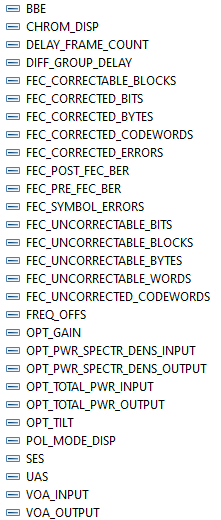 BBE
CHROM_DISP
DELAY_FRAME_COUNT
DIFF_GROUP_DELAY
FEC_CORRECTABLE_BLOCKS
FEC_CORRECTED_BITS
FEC_CORRECTED_BYTES
FEC_CORRECTED_CODEWORDS
FEC_CORRECTED_ERRORS
FEC_POST_FEC_BER
FEC_PRE_FEC_BER
FEC_SYMBOL_ERRORS
FEC_UNCORRECTABLE_BITS
FEC_UNCORRECTABLE_BLOCKS
FEC_UNCORRECTABLE_BYTES
FEC_UNCORRECTABLE_WORDS
FEC_UNCORRECTED_CODEWORDS
FREQ_OFFS
OPT_GAIN
OPT_PWR_SPECTR_DENS_INPUT
OPT_PWR_SPECTR_DENS_OUTPUT
OPT_TOTAL_PWR_INPUT
OPT_TOTAL_PWR_OUTPUT
OPT_TILT
POL_MODE_DISP
SES
UAS
VOA_INPUT
VOA_OUTPUT